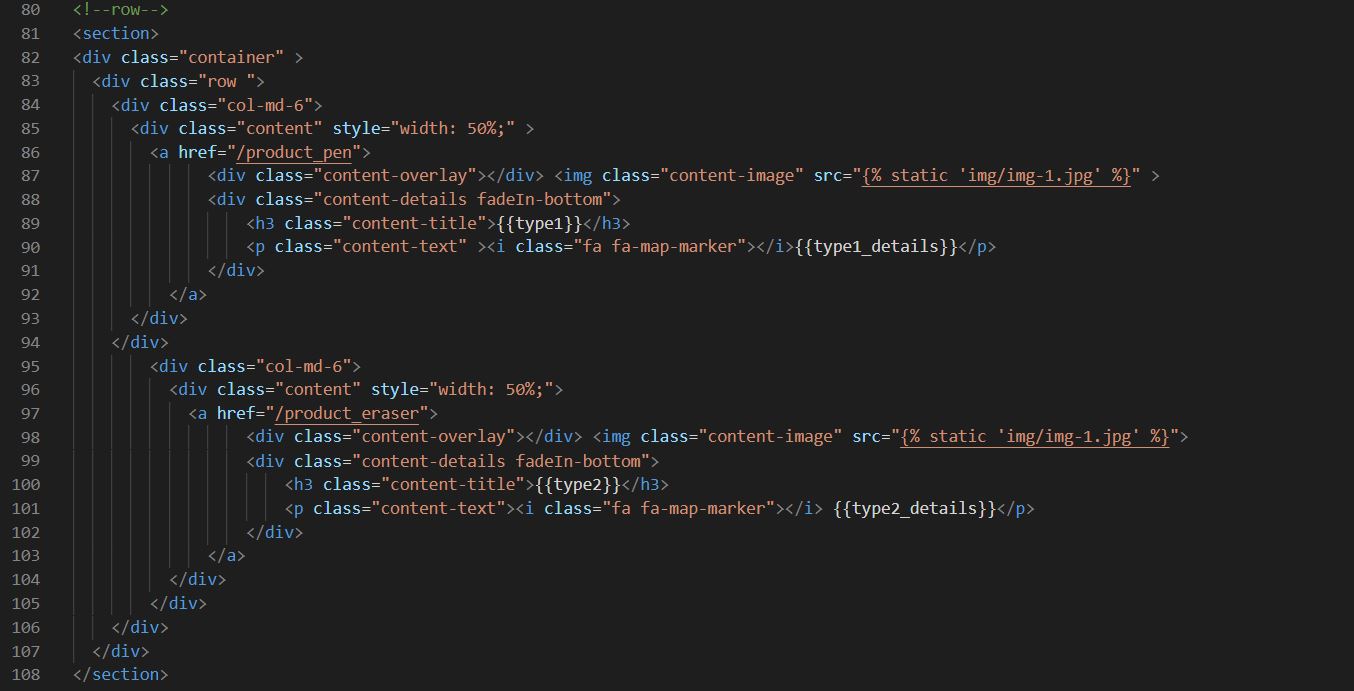 80 <!--row-->
81 <section>
82 <div class="container" >
83 <div class="row ">
84 <div class="col-md-6">
85 <div class="content" style="width: 50%;" >
86 <a href="/product_pen">
87 <div class="content-overlay"></div> <img class="content-image" src="{% static 'img/img-1.jpg' %}" >
88 <div class="content-details fadeIn-bottom">
89 <h3 class="content-title">{{type1}}</h3>
90 <p class="content-text" ><i class="fa fa-map-marker"></i>{{type1_details}}</p>
91 </div>
92 </a>
93 </div>
94 </div>
95 <div class="col-md-6">
96 <div class="content" style="width: 50%;">
97 <a href="/product_eraser">
98 <div class="content-overlay"></div> <img class="content-image" src="{% static 'img/img-1.jpg' %}">
99 <div class="content-details fadeIn-bottom">
100 <h3 class="content-title">{{type2}}</h3>
101 <p class="content-text"><i class="fa fa-map-marker"></i> {{type2_details}}</p>
102 </div>
103 </a>
104 </div>
105 </div>
106 </div>
107 </div>
108 </section>